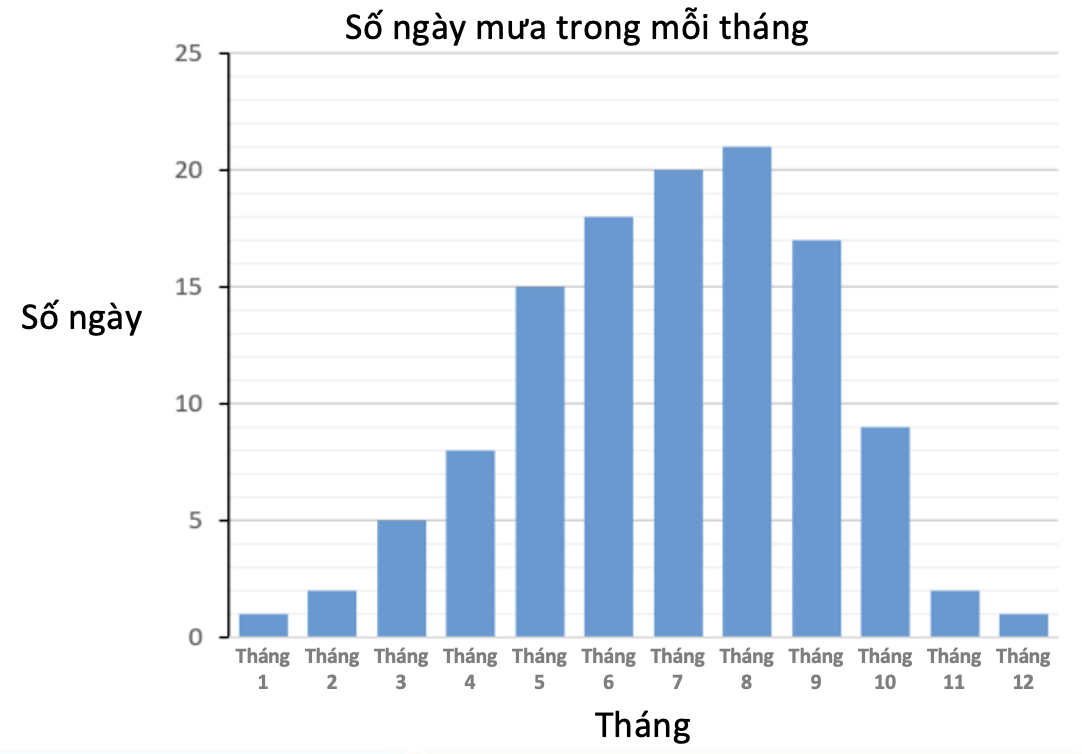 Số ngày mưa trong mỗi tháng
25
20
15
10
5
0
Số ngày
Tháng Tháng Tháng Tháng Tháng Tháng Tháng Tháng Tháng Tháng Tháng Tháng
1 2 3 4 5 6 7 8 9 10 11 12
Tháng